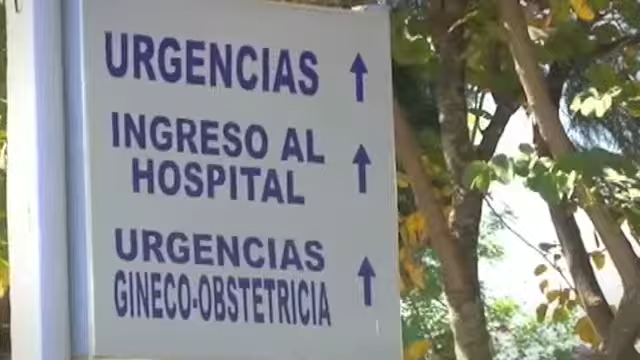 URGENCIAS ↑
INGRESO AL
HOSPITAL ↑
URGENCIAS
GINECO-OBSTETRICIA ↑